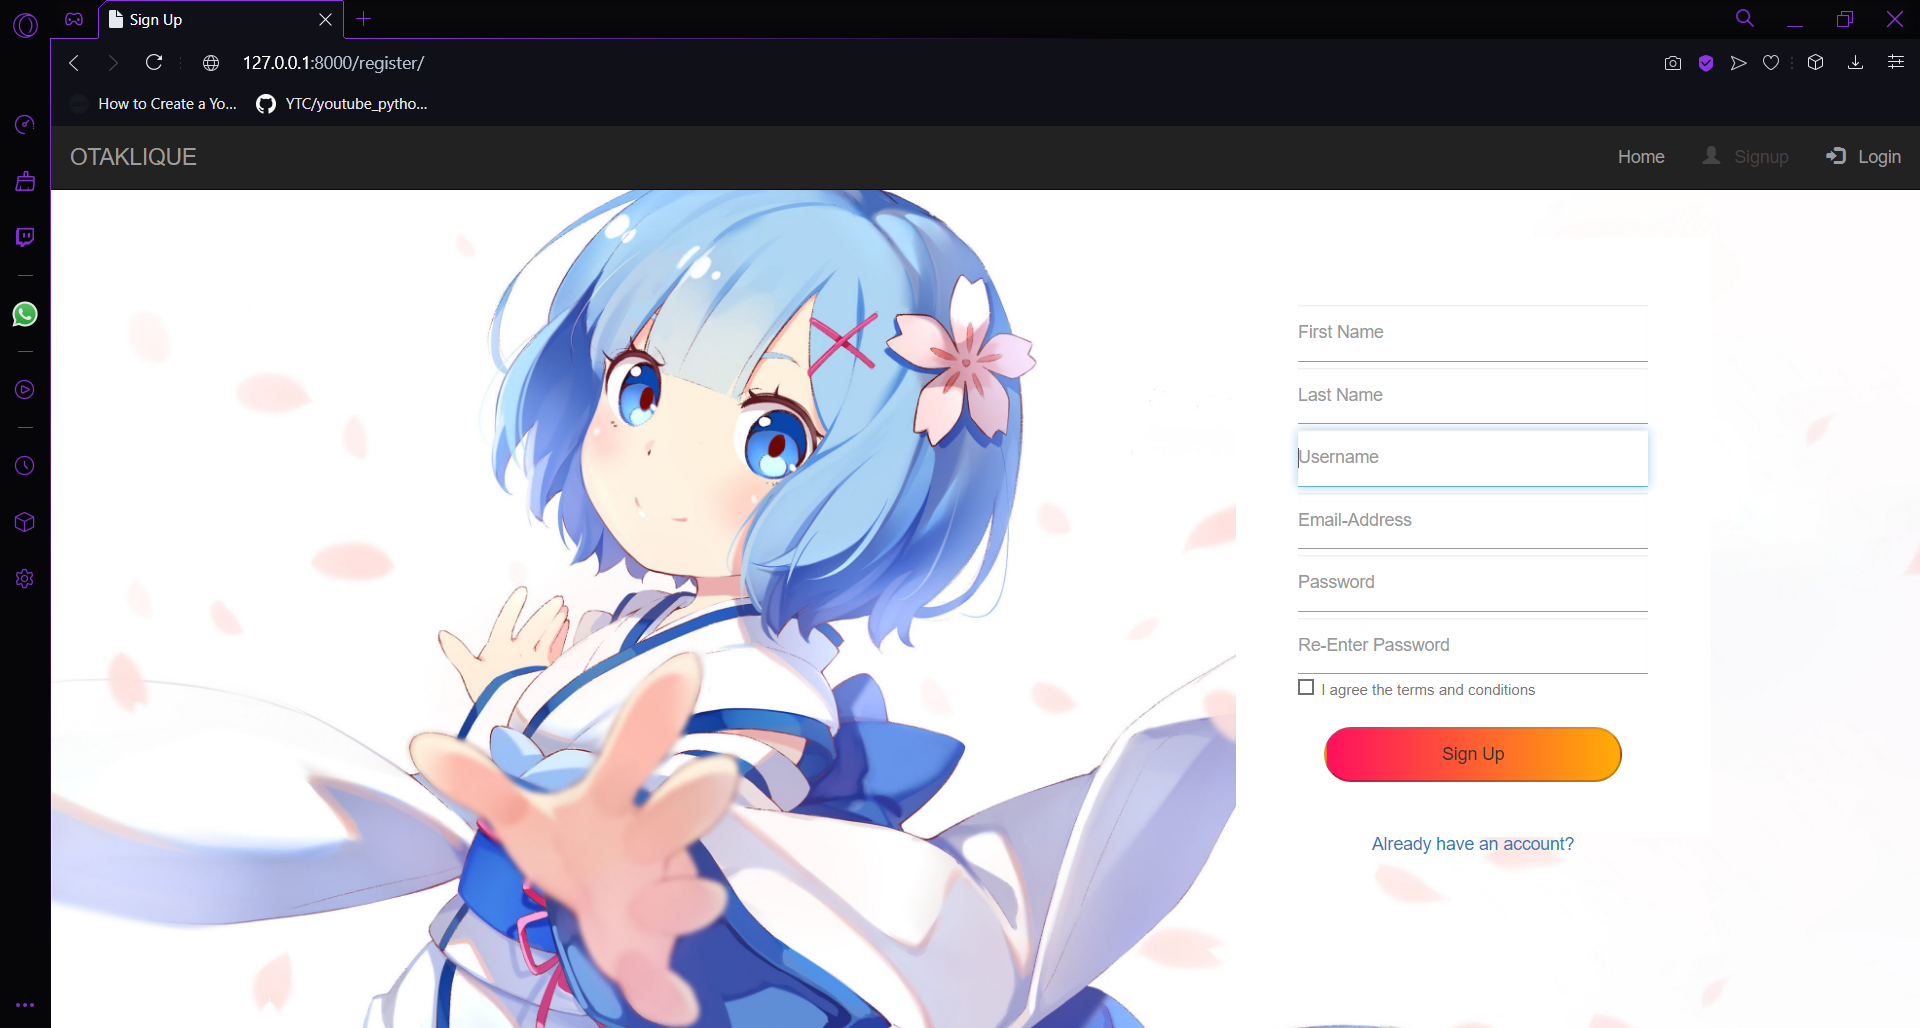 Sign Up
127.0.0.1:8000/register/
How to Create a Yo... YTC/youtube_pytho...
OTAKLIQUE Home Signup Login
First Name
Last Name
Username
Email-Address
Password
Re-Enter Password
I agree the terms and conditions
Sign Up
Already have an account?